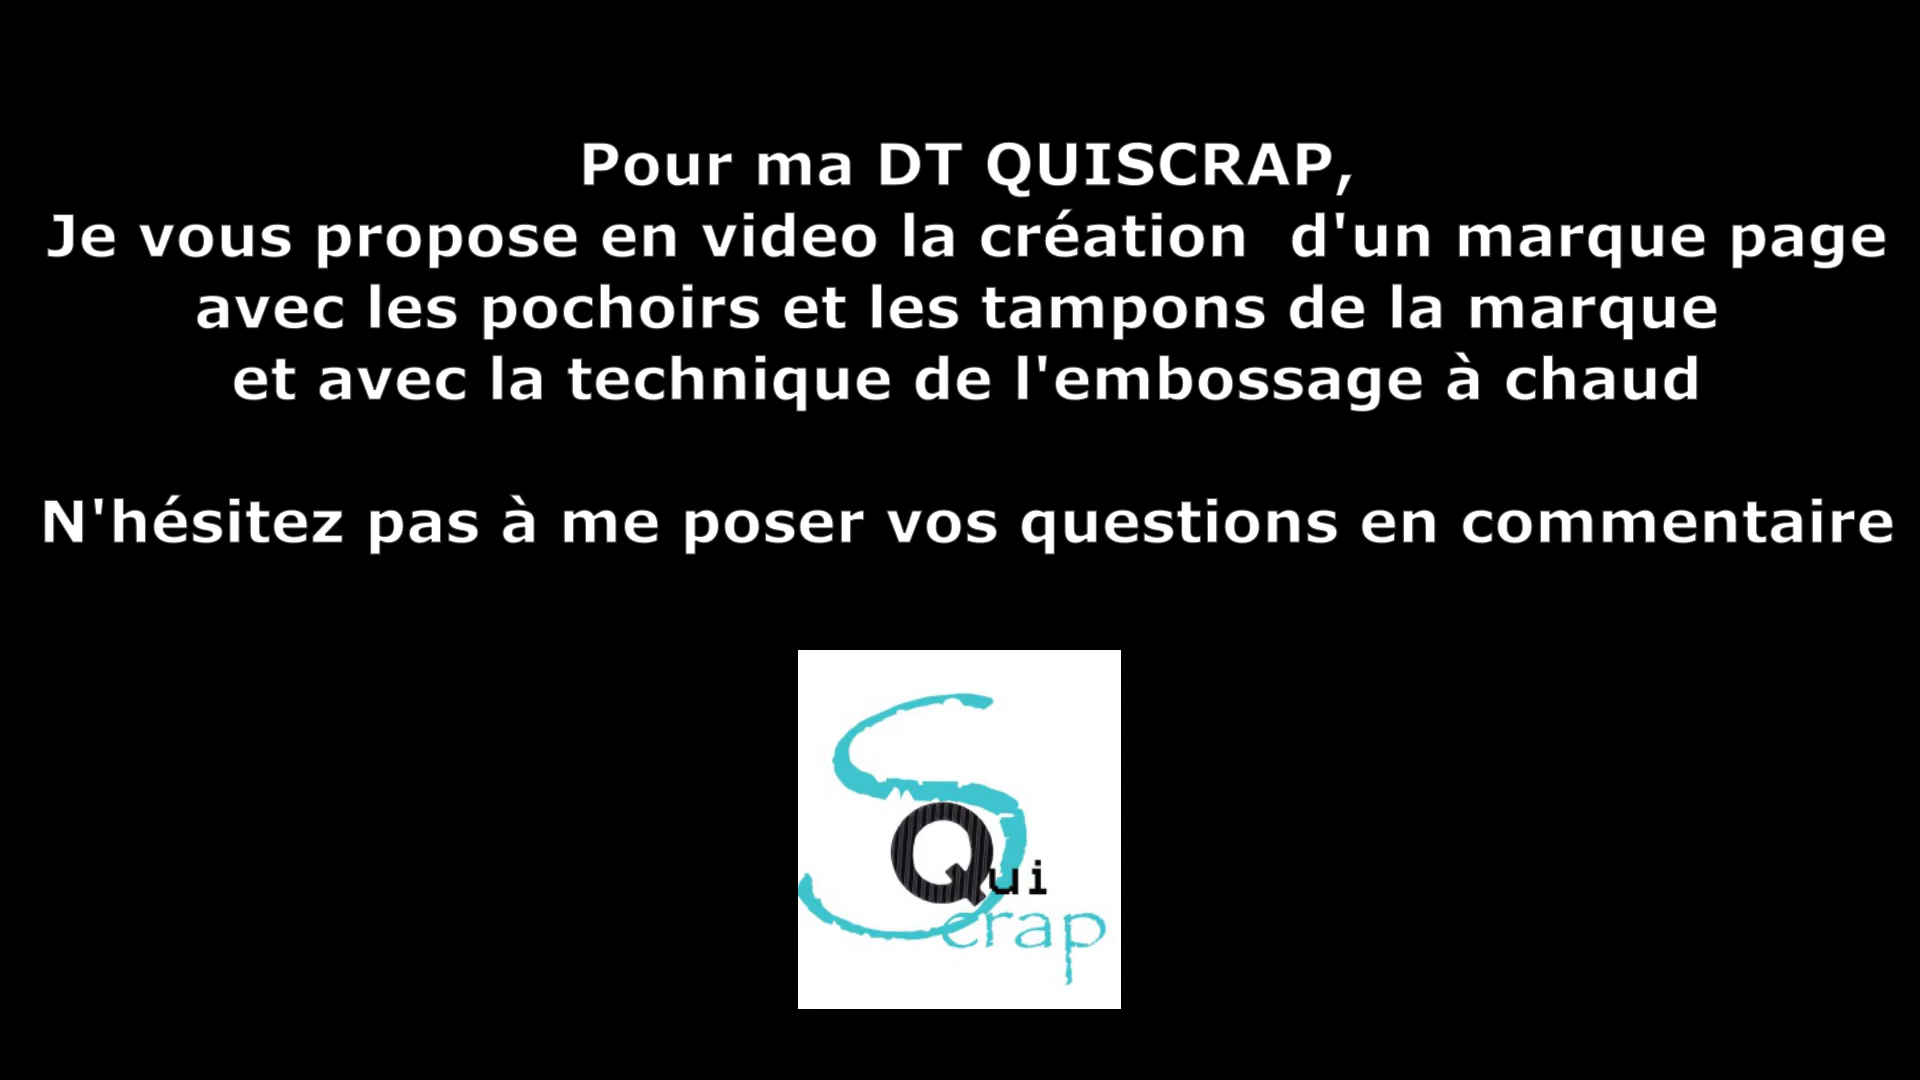 Pour ma DT QUISCRAP,
Je vous propose en video la création  d'un marque page
avec les pochoirs et les tampons de la marque
et avec la technique de l'embossage à chaud
N'hésitez pas à me poser vos questions en commentaire
Qui
Scrap